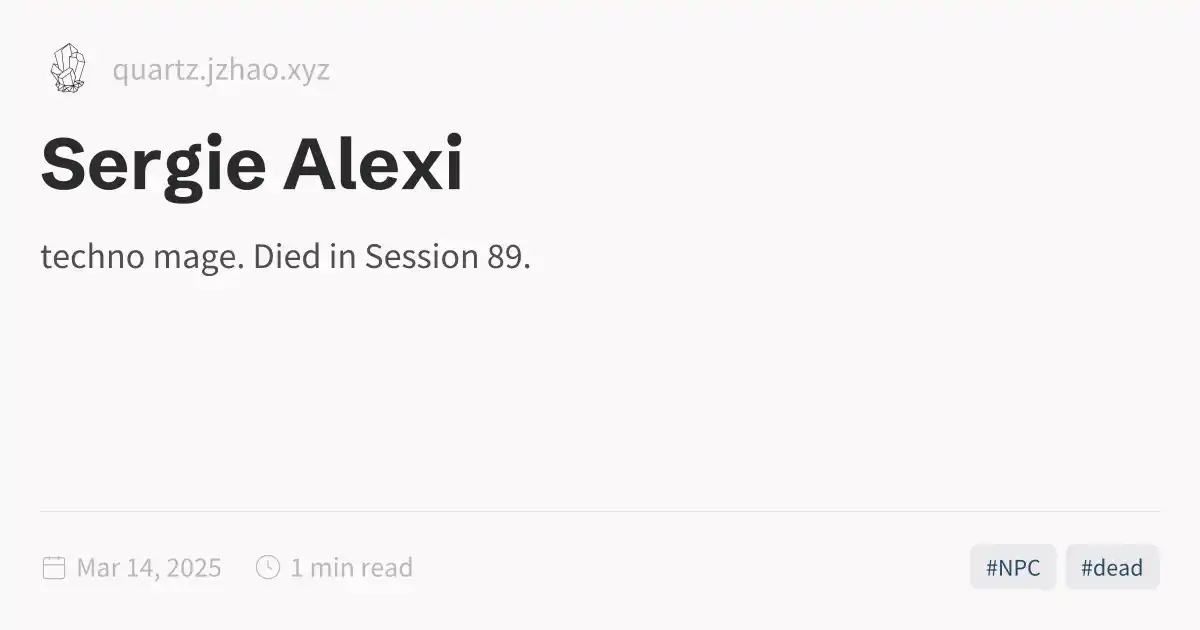 quartz.jzhao.xyz
Sergie Alexi
techno mage. Died in Session 89.
Mar 14, 2025 1 min read #NPC #dead